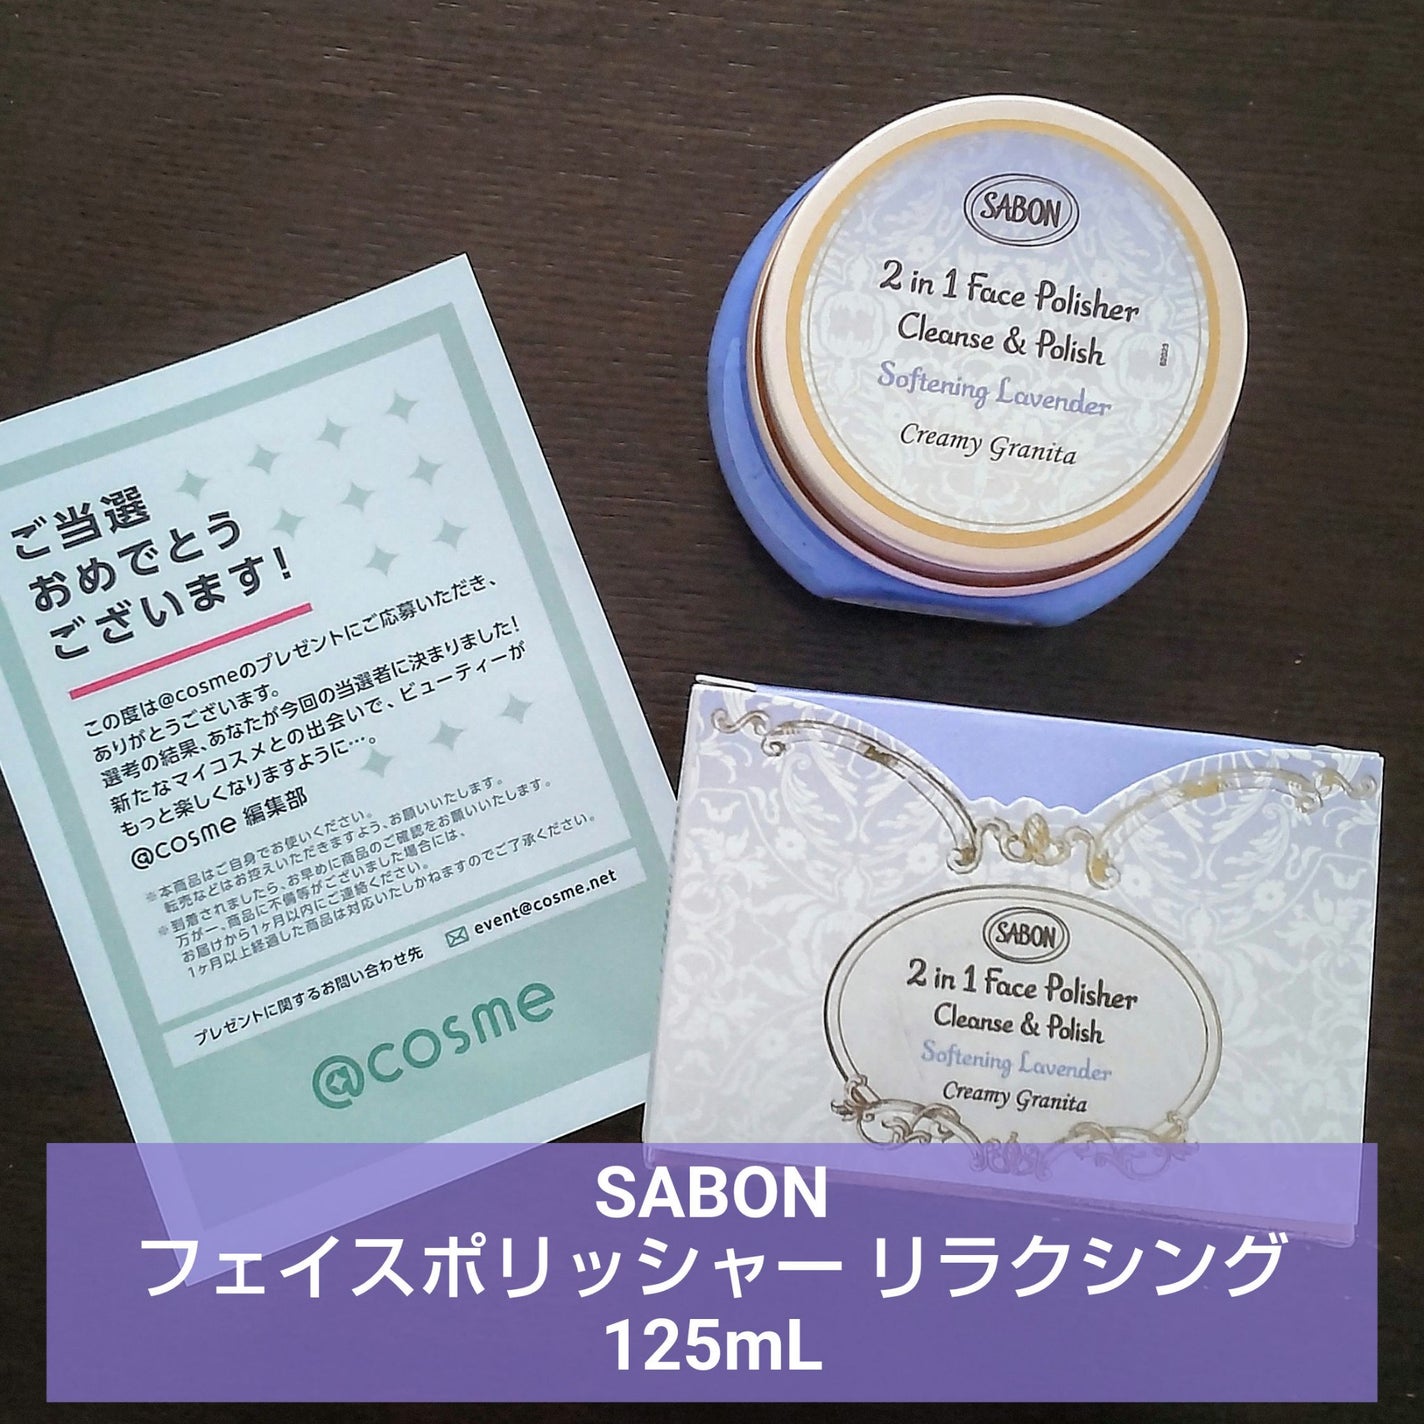 ご当選
おめでとう
ございます!
この度は@cosmeのプレゼントにご応募いただき、
ありがとうございます。
選考の結果、あなたが今回の当選者に決まりました!
新たなマイコスメとの出会いで、ビューティーが
もっと楽しくなりますように…。
@cosme 編集部
※本商品はご自身でお使いください。
転売などはお控えいただきますよう、お願いいたします。
※到着されましたら、お早めに商品のご確認をお願いいたします。
万が一、商品に不備等がございました場合には、
お届けから1ヶ月以内にご連絡ください。
1ヶ月以上経過した商品は対応いたしかねますのでご了承ください。
プレゼントに関するお問い合わせ先 event@cosme.net
@cosme
SABON
2 in 1 Face Polisher
Cleanse & Polish
Softening Lavender
Creamy Granita
SABON
2 in 1 Face Polisher
Cleanse & Polish
Softening Lavender
Creamy Granita
SABON
フェイスポリッシャー リラクシング
125mL